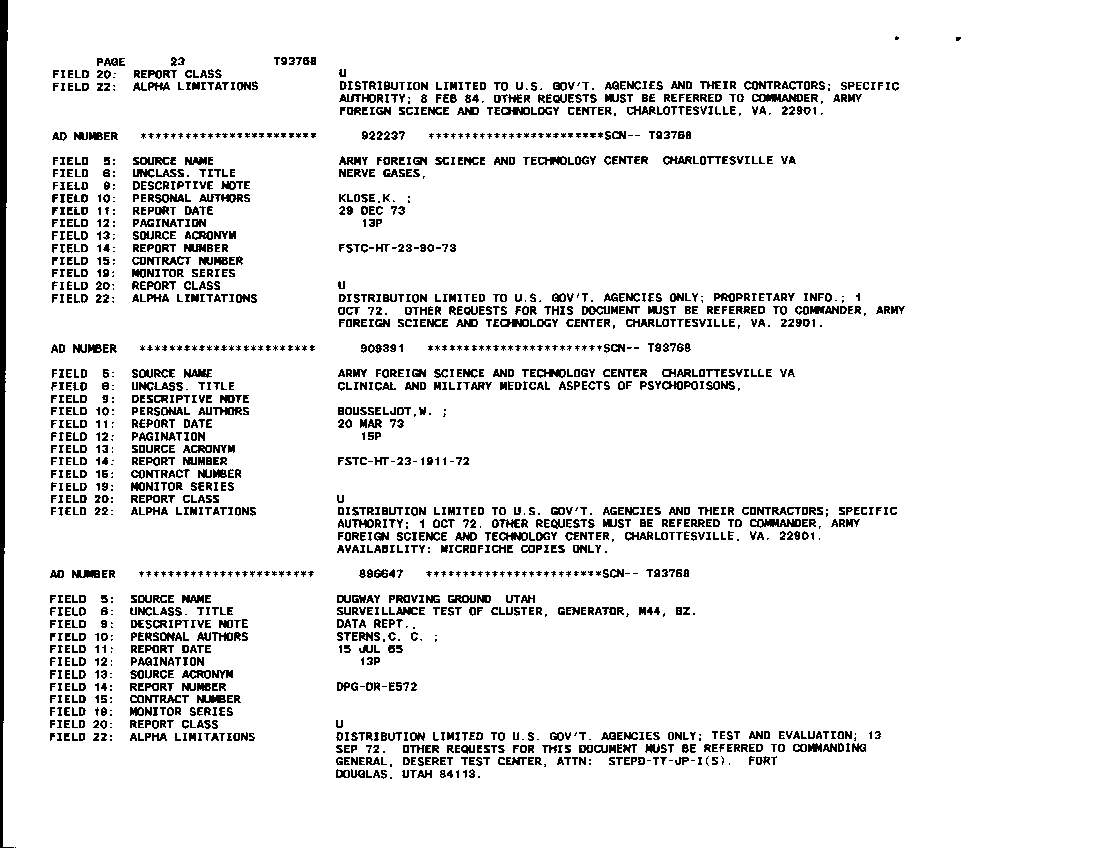 PAGE 23 T93768
FIELD 20: REPORT CLASS U
FIELD 22: ALPHA LIMITATIONS DISTRIBUTION LIMITED TO U.S. GOV'T. AGENCIES AND THEIR CONTRACTORS; SPECIFIC
AUTHORITY; 8 FEB 84. OTHER REQUESTS MUST BE REFERRED TO COMMANDER, ARMY
FOREIGN SCIENCE AND TECHNOLOGY CENTER, CHARLOTTESVILLE, VA. 22901.
AD NUMBER ************************ 922237 ************************SCN-- T93768
FIELD 5: SOURCE NAME ARMY FOREIGN SCIENCE AND TECHNOLOGY CENTER CHARLOTTESVILLE VA
FIELD 6: UNCLASS. TITLE NERVE GASES,
FIELD 9: DESCRIPTIVE NOTE
FIELD 10: PERSONAL AUTHORS KLOSE,K. ;
FIELD 11: REPORT DATE 29 DEC 73
FIELD 12: PAGINATION 13P
FIELD 13: SOURCE ACRONYM
FIELD 14: REPORT NUMBER FSTC-HT-23-90-73
FIELD 15: CONTRACT NUMBER
FIELD 19: MONITOR SERIES
FIELD 20: REPORT CLASS U
FIELD 22: ALPHA LIMITATIONS DISTRIBUTION LIMITED TO U.S. GOV'T. AGENCIES ONLY; PROPRIETARY INFO.; 1
OCT 72. OTHER REQUESTS FOR THIS DOCUMENT MUST BE REFERRED TO COMMANDER, ARMY
FOREIGN SCIENCE AND TECHNOLOGY CENTER, CHARLOTTESVILLE, VA. 22901.
AD NUMBER ************************ 909391 ************************SCN-- T93768
FIELD 5: SOURCE NAME ARMY FOREIGN SCIENCE AND TECHNOLOGY CENTER CHARLOTTESVILLE VA
FIELD 6: UNCLASS. TITLE CLINICAL AND MILITARY MEDICAL ASPECTS OF PSYCHOPOISONS,
FIELD 9: DESCRIPTIVE NOTE
FIELD 10: PERSONAL AUTHORS BOUSSELJOT,W. ;
FIELD 11: REPORT DATE 20 MAR 73
FIELD 12: PAGINATION 15P
FIELD 13: SOURCE ACRONYM
FIELD 14: REPORT NUMBER FSTC-HT-23-1911-72
FIELD 15: CONTRACT NUMBER
FIELD 19: MONITOR SERIES
FIELD 20: REPORT CLASS U
FIELD 22: ALPHA LIMITATIONS DISTRIBUTION LIMITED TO U.S. GOV'T. AGENCIES AND THEIR CONTRACTORS; SPECIFIC
AUTHORITY; 1 OCT 72. OTHER REQUESTS MUST BE REFERRED TO COMMANDER, ARMY
FOREIGN SCIENCE AND TECHNOLOGY CENTER, CHARLOTTESVILLE, VA. 22901.
AVAILABILITY: MICROFICHE COPIES ONLY.
AD NUMBER ************************ 896647 ************************SCN-- T93768
FIELD 5: SOURCE NAME DUGWAY PROVING GROUND UTAH
FIELD 6: UNCLASS. TITLE SURVEILLANCE TEST OF CLUSTER, GENERATOR, M44, BZ.
FIELD 9: DESCRIPTIVE NOTE DATA REPT.,
FIELD 10: PERSONAL AUTHORS STERNS,C. C. ;
FIELD 11: REPORT DATE 15 JUL 65
FIELD 12: PAGINATION 13P
FIELD 13: SOURCE ACRONYM
FIELD 14: REPORT NUMBER DPG-DR-E572
FIELD 15: CONTRACT NUMBER
FIELD 19: MONITOR SERIES
FIELD 20: REPORT CLASS U
FIELD 22: ALPHA LIMITATIONS DISTRIBUTION LIMITED TO U.S. GOV'T. AGENCIES ONLY; TEST AND EVALUATION; 13
SEP 72. OTHER REQUESTS FOR THIS DOCUMENT MUST BE REFERRED TO COMMANDING
GENERAL, DESERET TEST CENTER, ATTN: STEPD-TT-JP-I(S). FORT
DOUGLAS, UTAH 84113.